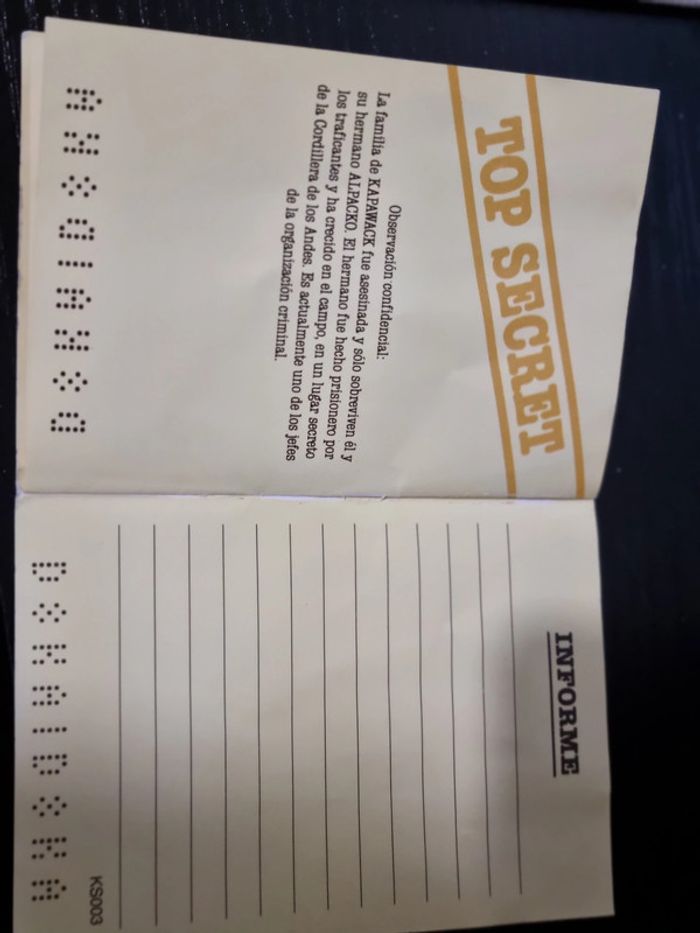 TOP SECRET
Observación confidencial:
La familia de KAPAWACK fue asesinada y sólo sobreviven él y
su hermano ALPACKO. El hermano fue hecho prisionero por
los traficantes y ha crecido en el campo, en un lugar secreto
de la Cordillera de los Andes. Es actualmente uno de los jefes
de la organización criminal.
INFORME
KS003